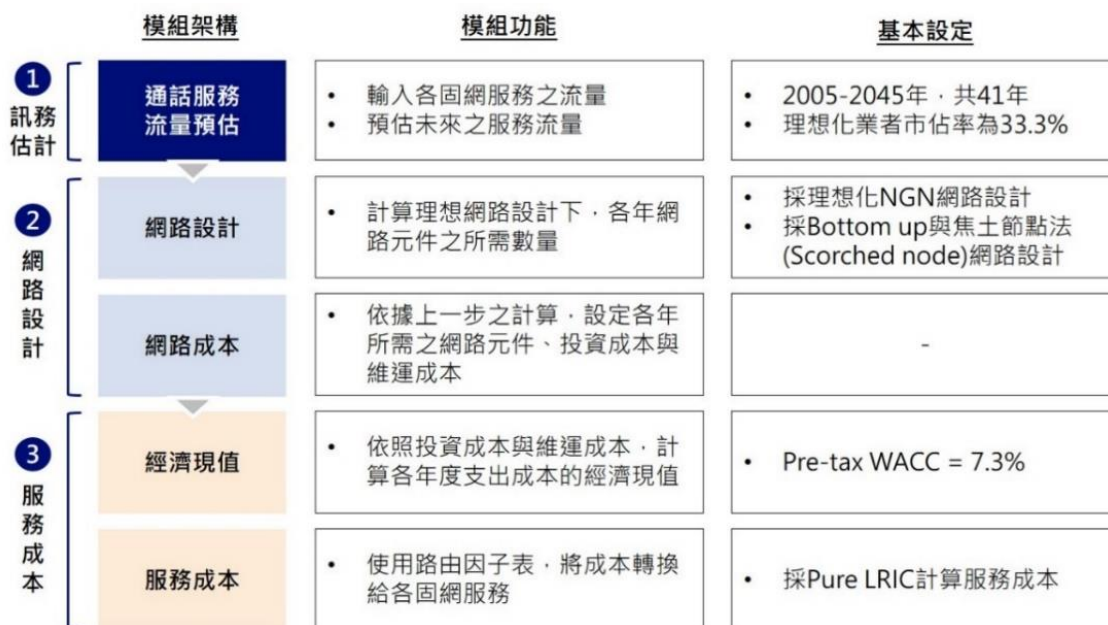 模組架構
模組功能
基本設定
1
訊務
估計
通話服務
流量預估
• 輸入各固網服務之流量
• 預估未來之服務流量
• 2005-2045年，共41年
• 理想化業者市佔率為33.3%
2
網
路
設
計
網路設計
• 計算理想網路設計下，各年網
路元件之所需數量
• 採理想化NGN網路設計
• 採Bottom up與焦土節點法
(Scorched node)網路設計
網路成本
• 依據上一步之計算，設定各年
所需之網路元件、投資成本與
維運成本
-
3
服
務
成
本
經濟現值
• 依照投資成本與維運成本，計
算各年度支出成本的經濟現值
• Pre-tax WACC = 7.3%
服務成本
• 使用路由因子表，將成本轉換
給各固網服務
• 採Pure LRIC計算服務成本